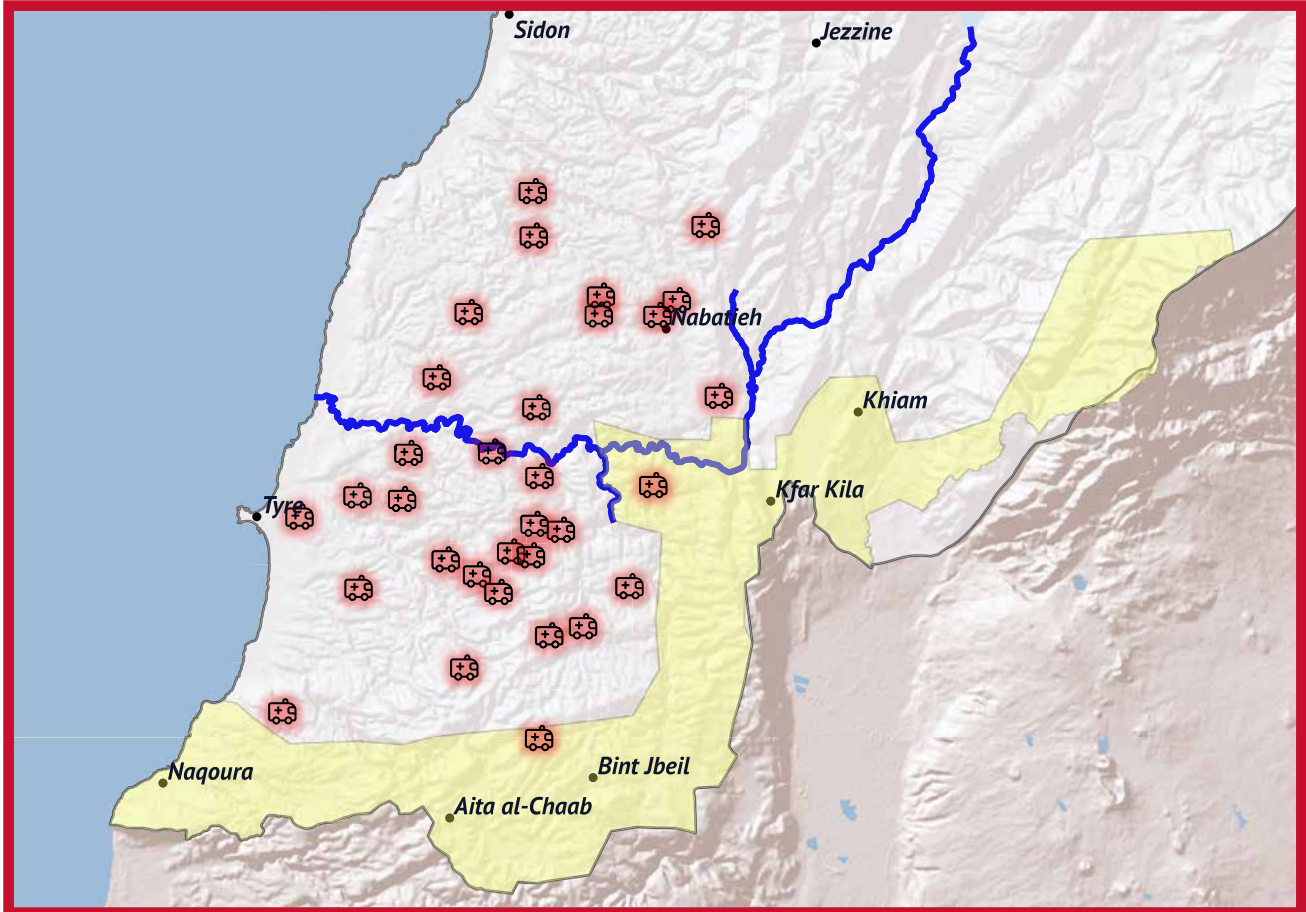 Sidon
Jezzine
Nabatieh
Khiam
Kfar Kila
Tyre
Naqoura
Bint Jbeil
Aita al-Chaab